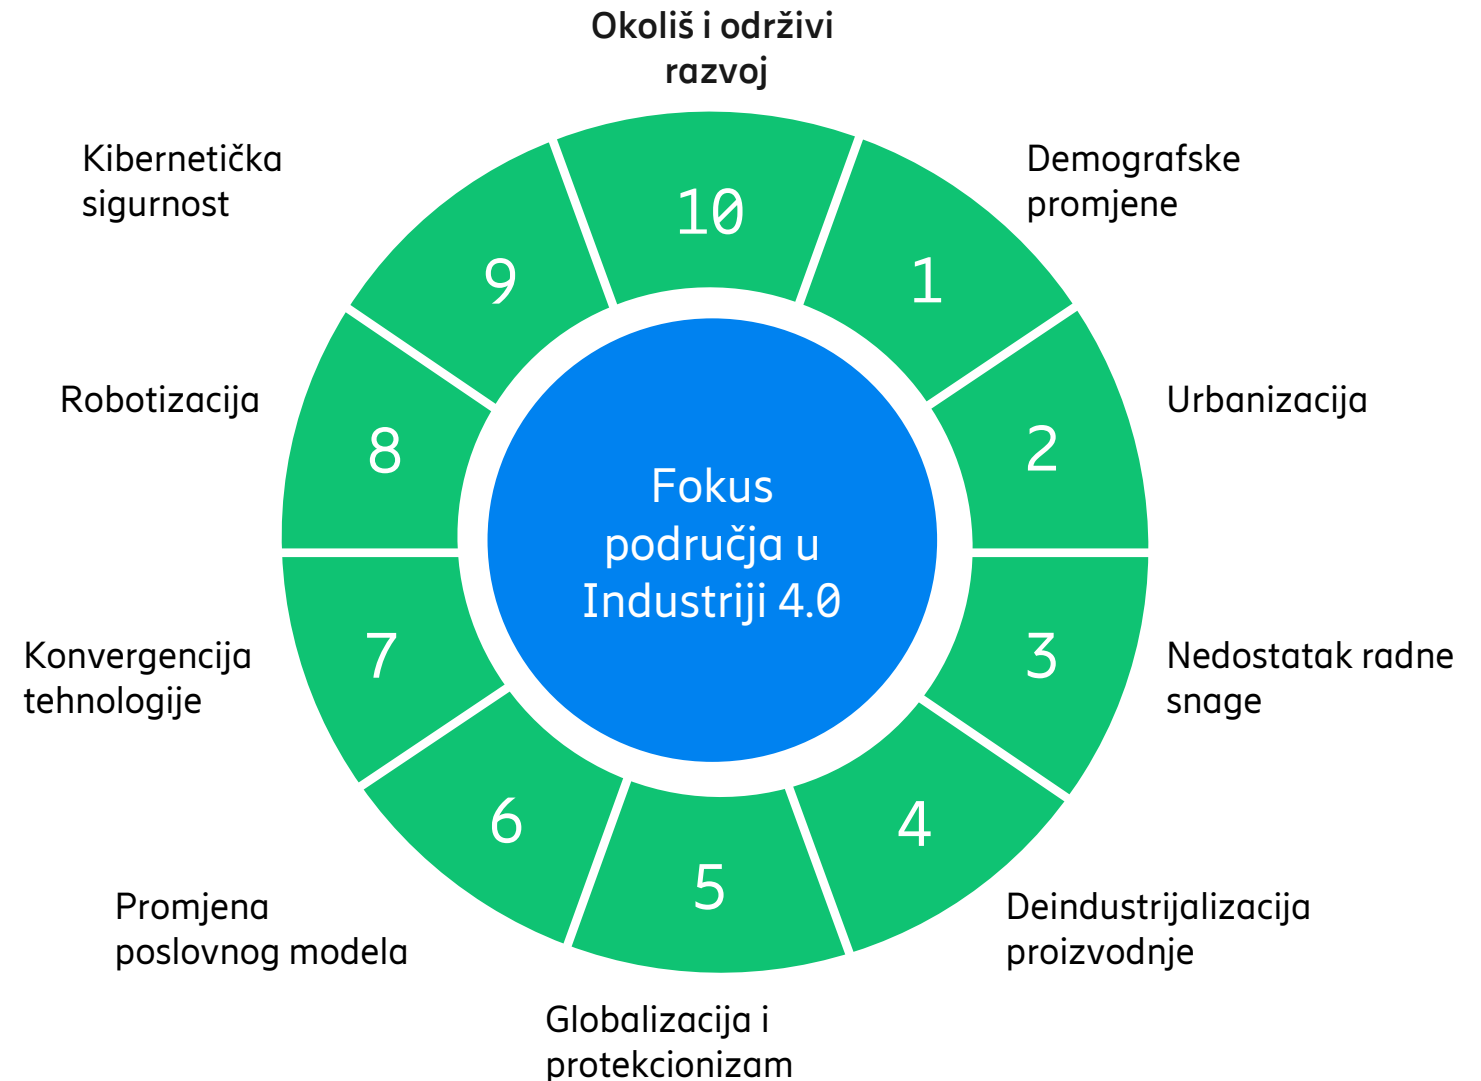 Okoliš i održivi
razvoj
10
Demografske
promjene
1
Urbanizacija
2
Nedostatak radne
snage
3
Deindustrijalizacija
proizvodnje
4
Globalizacija i
protekcionizam
5
Promjena
poslovnog modela
6
Konvergencija
tehnologije
7
Robotizacija
8
Kibernetička
sigurnost
9
Fokus
područja u
Industriji 4.0